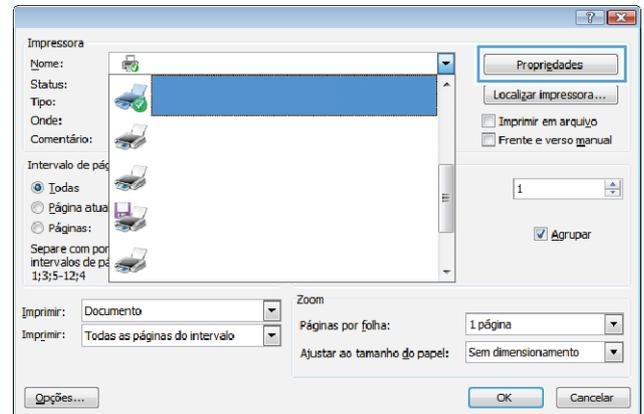 Impressora
Nome:
Propriedades
Status:
Tipo:
Localizar impressora...
Onde:
Imprimir em arquivo
Comentário:
Frente e verso manual
Intervalo de pág
Todas
1
Página atua
Páginas:
Agrupar
Separe com por
intervalos de pá
1;3;5-12;4
Imprimir: Documento
Imprimir: Todas as páginas do intervalo
Zoom
Páginas por folha: 1 página
Ajustar ao tamanho do papel: Sem dimensionamento
Opções...
OK
Cancelar